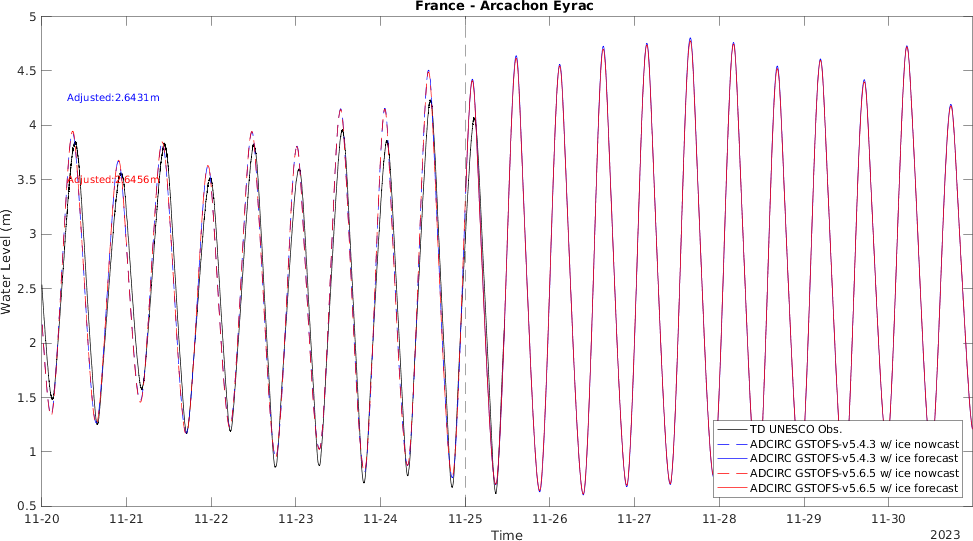 France - Arcachon Eyrac
Water Level (m)
5
4.5
4
3.5
3
2.5
2
1.5
1
0.5
Adjusted:2.6431m
Adjusted:2.6456m
TD UNESCO Obs.
ADCIRC GSTOFS-v5.4.3 w/ ice nowcast
ADCIRC GSTOFS-v5.4.3 w/ ice forecast
ADCIRC GSTOFS-v5.6.5 w/ ice nowcast
ADCIRC GSTOFS-v5.6.5 w/ ice forecast
11-20 11-21 11-22 11-23 11-24 11-25 11-26 11-27 11-28 11-29 11-30
Time
2023